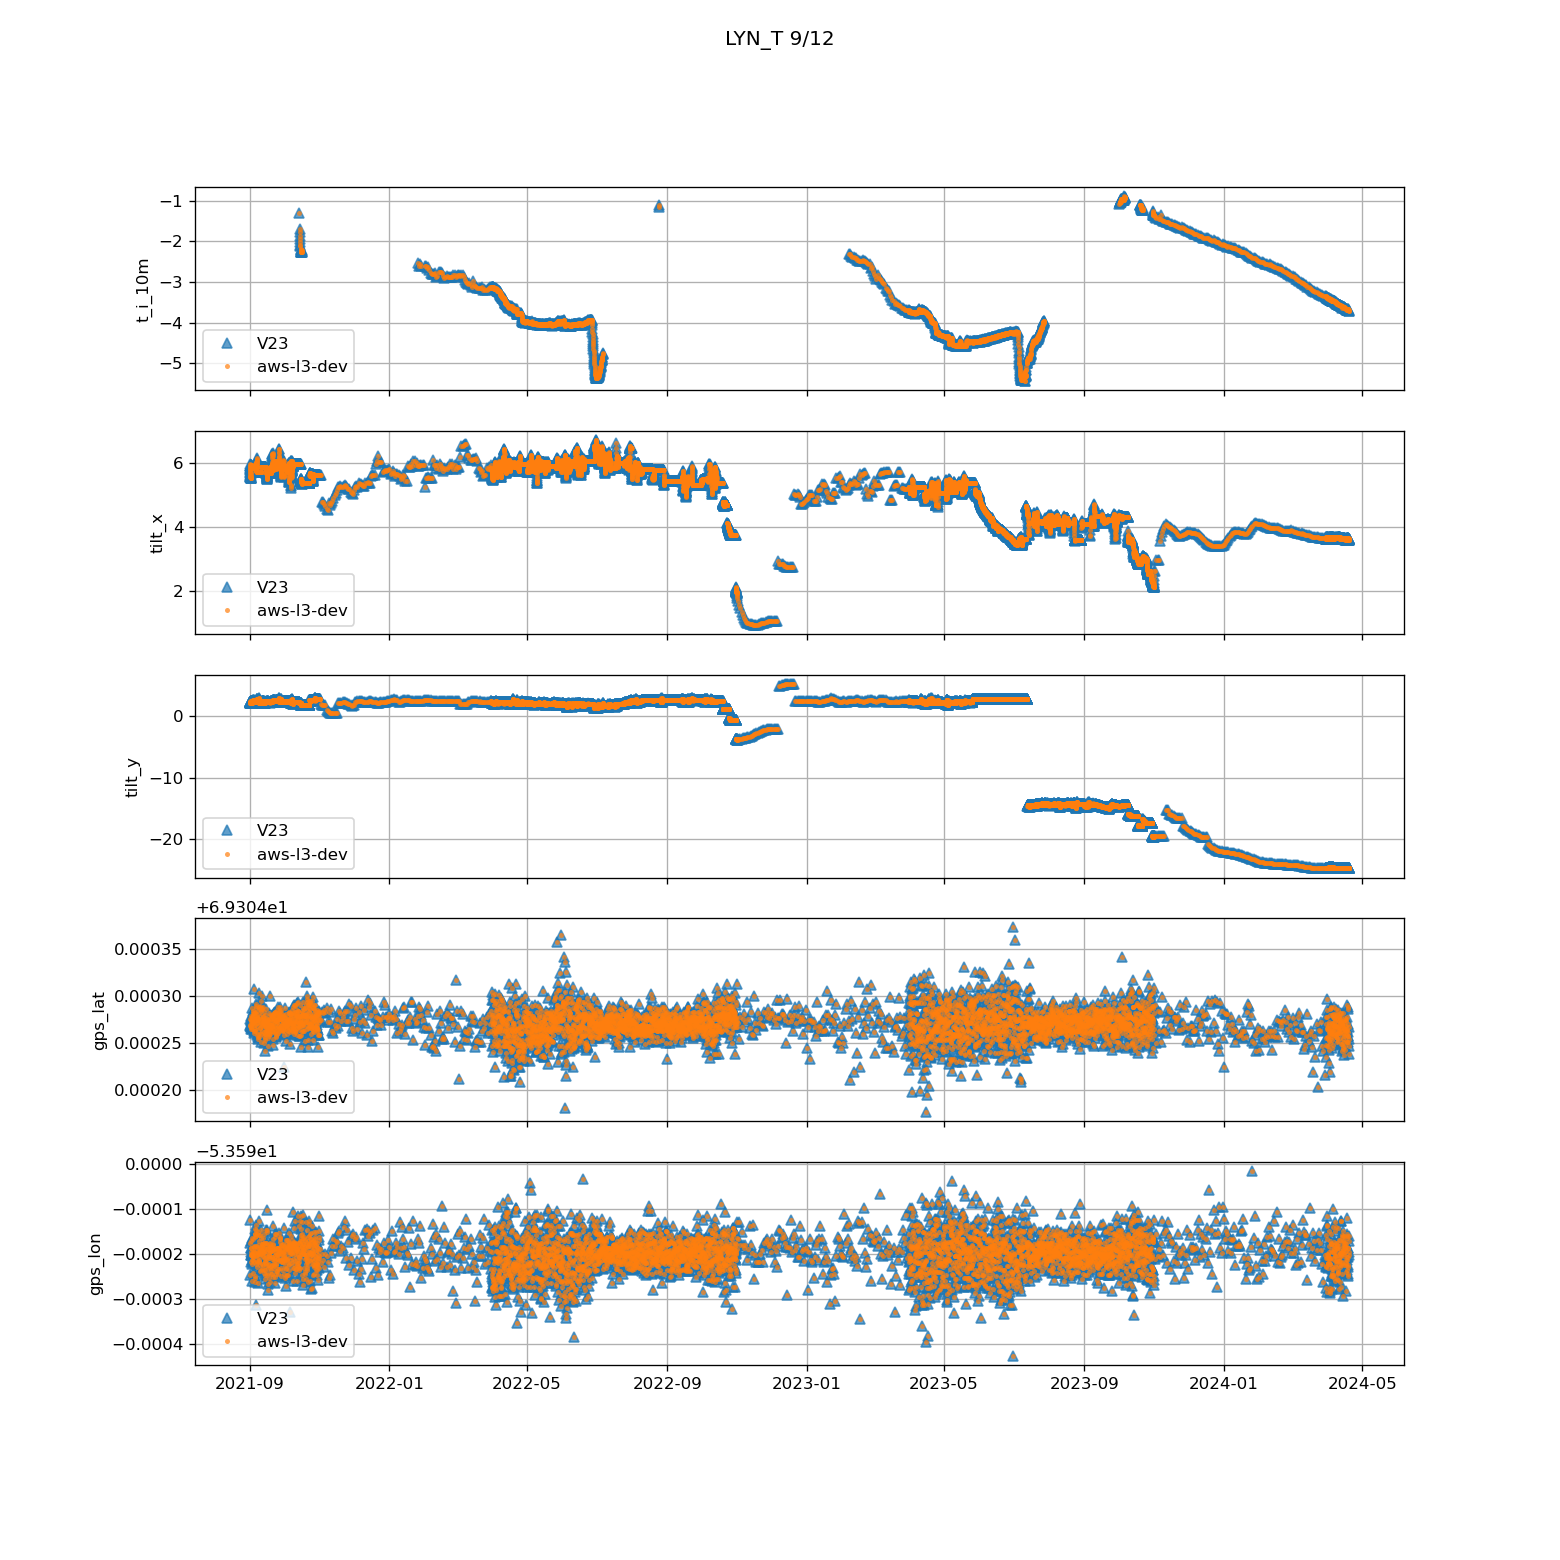 LYN_T 9/12
t_i_10m
−1
−2
−3
−4
−5
V23
aws-l3-dev
tilt_x
6
4
2
V23
aws-l3-dev
tilt_y
0
−10
−20
V23
aws-l3-dev
+6.9304e1
gps_lat
0.00035
0.00030
0.00025
0.00020
V23
aws-l3-dev
−5.359e1
gps_lon
0.0000
−0.0001
−0.0002
−0.0003
−0.0004
V23
aws-l3-dev
2021-09 2022-01 2022-05 2022-09 2023-01 2023-05 2023-09 2024-01 2024-05